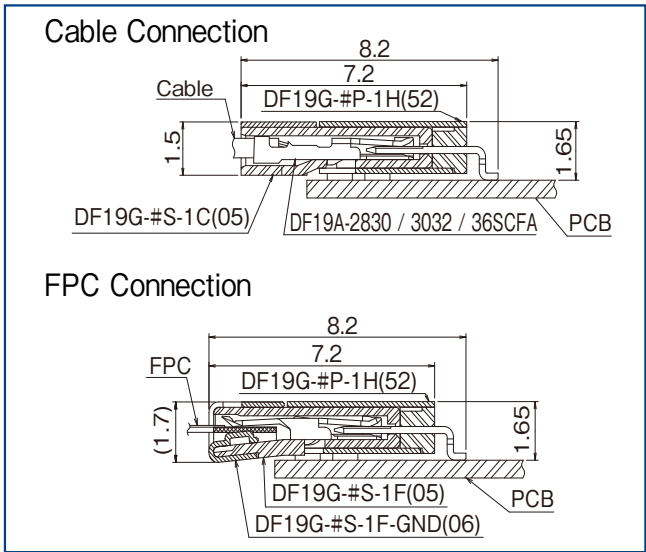 Cable Connection
8.2
7.2
Cable
DF19G-#P-1H(52)
1.5
1.65
DF19G-#S-1C(05)
DF19A-2830 / 3032 / 36SCFA
PCB
FPC Connection
8.2
7.2
FPC
DF19G-#P-1H(52)
(1.7)
1.65
DF19G-#S-1F(05)
PCB
DF19G-#S-1F-GND(06)